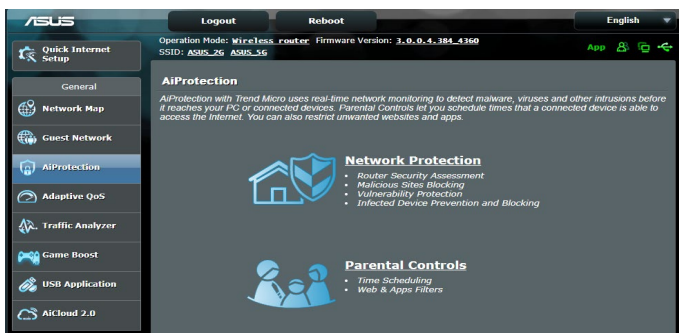 ASUS
Logout
Reboot
English
Quick Internet
Setup
Operation Mode: Wireless router Firmware Version: 3.0.0.4.384_4360
SSID: ASUS_2G ASUS_5G
App
General
Network Map
Guest Network
AiProtection
Adaptive QoS
Traffic Analyzer
Game Boost
USB Application
AiCloud 2.0
AiProtection
AiProtection with Trend Micro uses real-time network monitoring to detect malware, viruses and other intrusions before
it reaches your PC or connected devices. Parental Controls let you schedule times that a connected device is able to
access the Internet. You can also restrict unwanted websites and apps.
Network Protection
• Router Security Assessment
• Malicious Sites Blocking
• Vulnerability Protection
• Infected Device Prevention and Blocking
Parental Controls
• Time Scheduling
• Web & Apps Filters